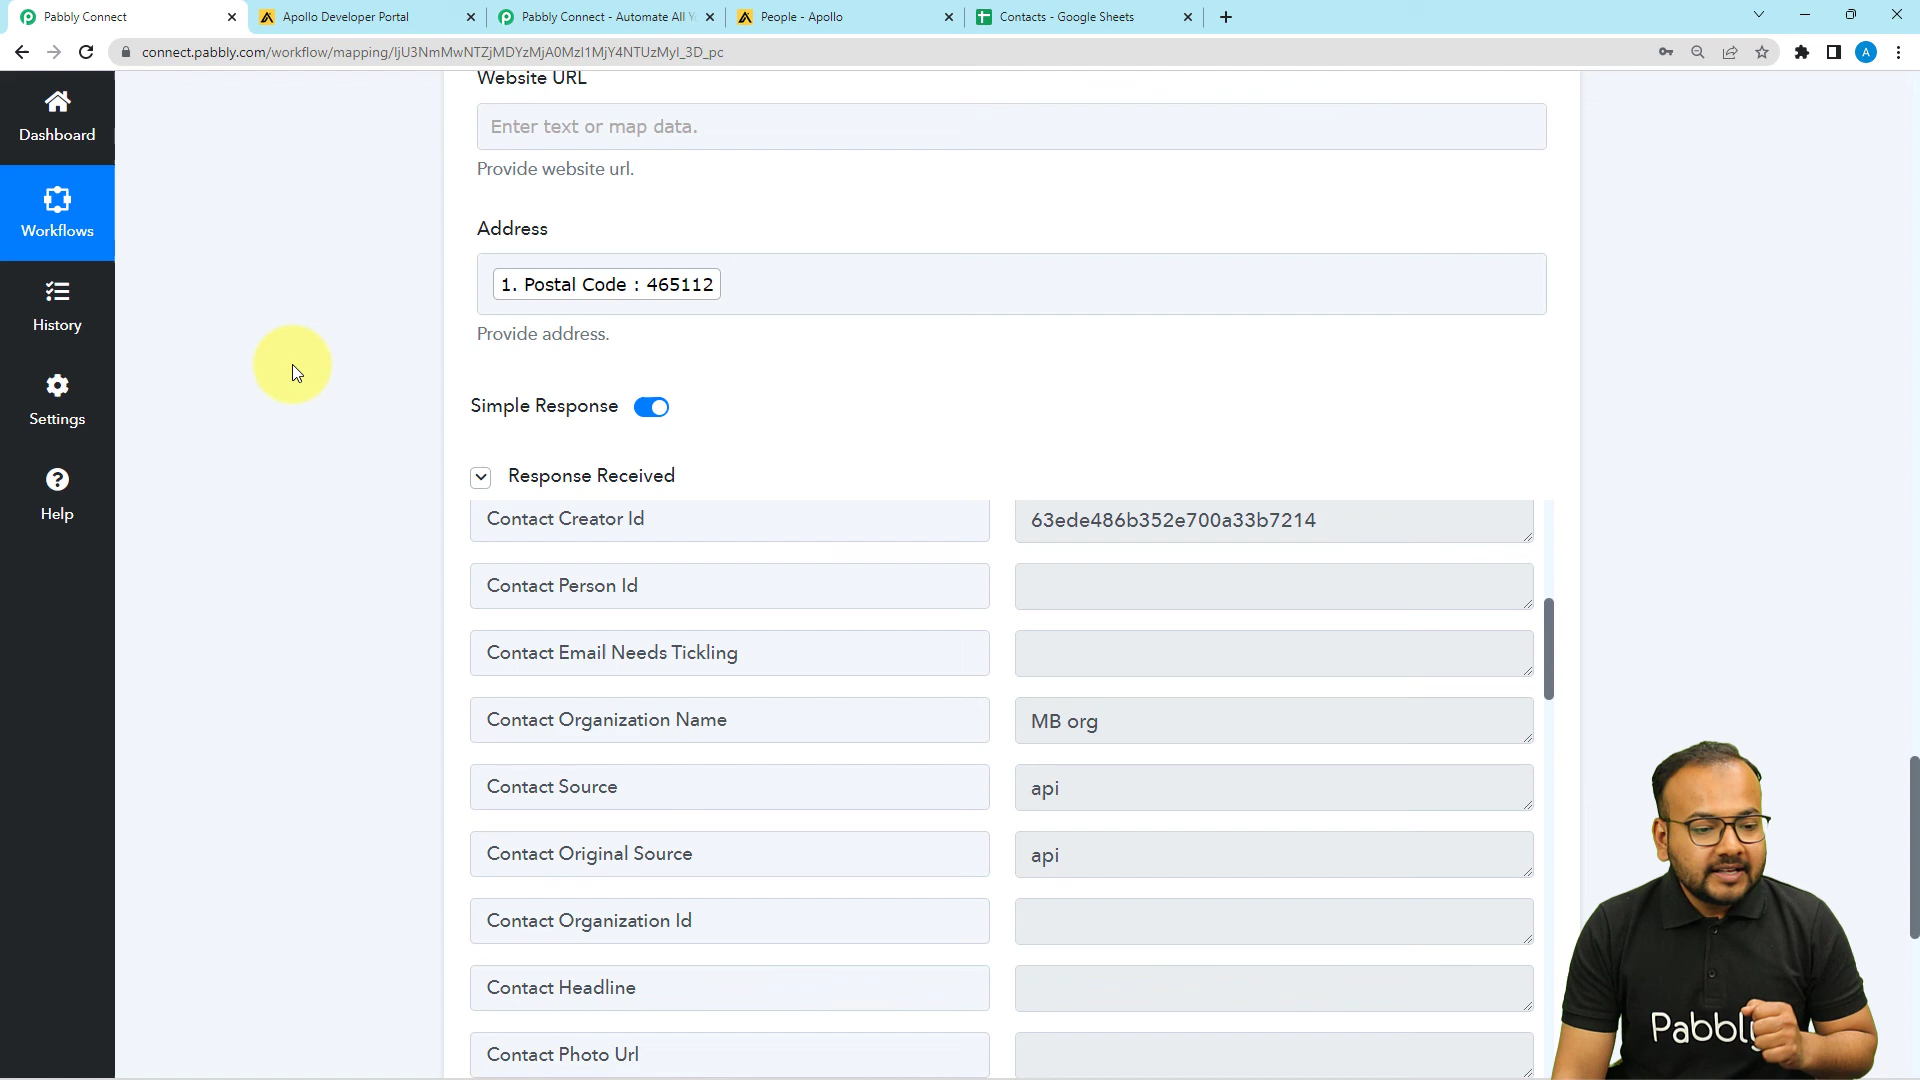 Pabbly Connect
Apollo Developer Portal
Pabbly Connect - Automate All Y
People - Apollo
Contacts - Google Sheets
connect.pabbly.com/workflow/mapping/IjU3NmMwNTZjMDYzMjA0MzI1MjY4NTUzMyI_3D_pc
A
Dashboard
Workflows
History
Settings
Help
Website URL
Enter text or map data.
Provide website url.
Address
1. Postal Code : 465112
Provide address.
Simple Response
Response Received
Contact Creator Id
63ede486b352e700a33b7214
Contact Person Id
Contact Email Needs Tickling
Contact Organization Name
MB org
Contact Source
api
Contact Original Source
api
Contact Organization Id
Contact Headline
Contact Photo Url
Pabbly